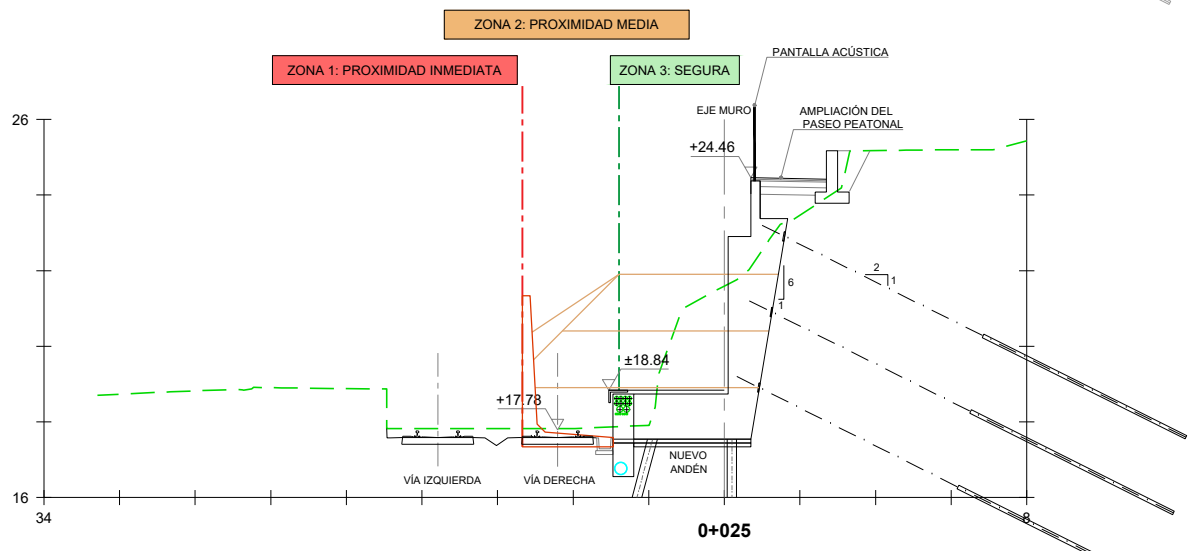 ZONA 2: PROXIMIDAD MEDIA
ZONA 1: PROXIMIDAD INMEDIATA
ZONA 3: SEGURA
PANTALLA ACÚSTICA
EJE MURO
AMPLIACIÓN DEL
PASEO PEATONAL
26
+24.46
2
1
6
1
±18.84
+17.78
VÍA IZQUIERDA
VÍA DERECHA
NUEVO
ANDÉN
16
34
8
0+025